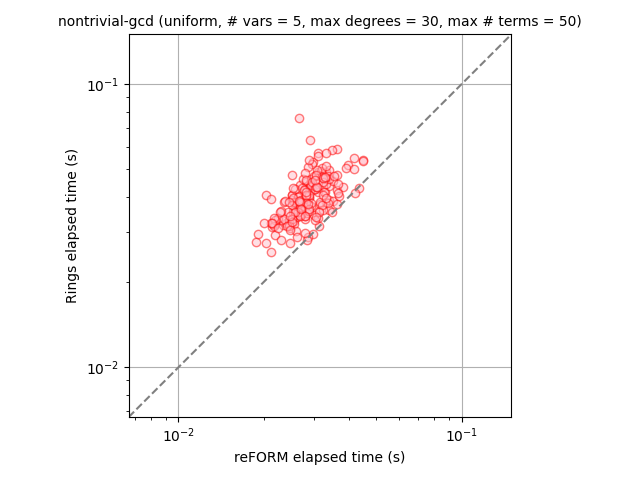 nontrivial-gcd (uniform, # vars = 5, max degrees = 30, max # terms = 50)
Rings elapsed time (s)
10⁻¹
10⁻²
10⁻² 10⁻¹
reFORM elapsed time (s)